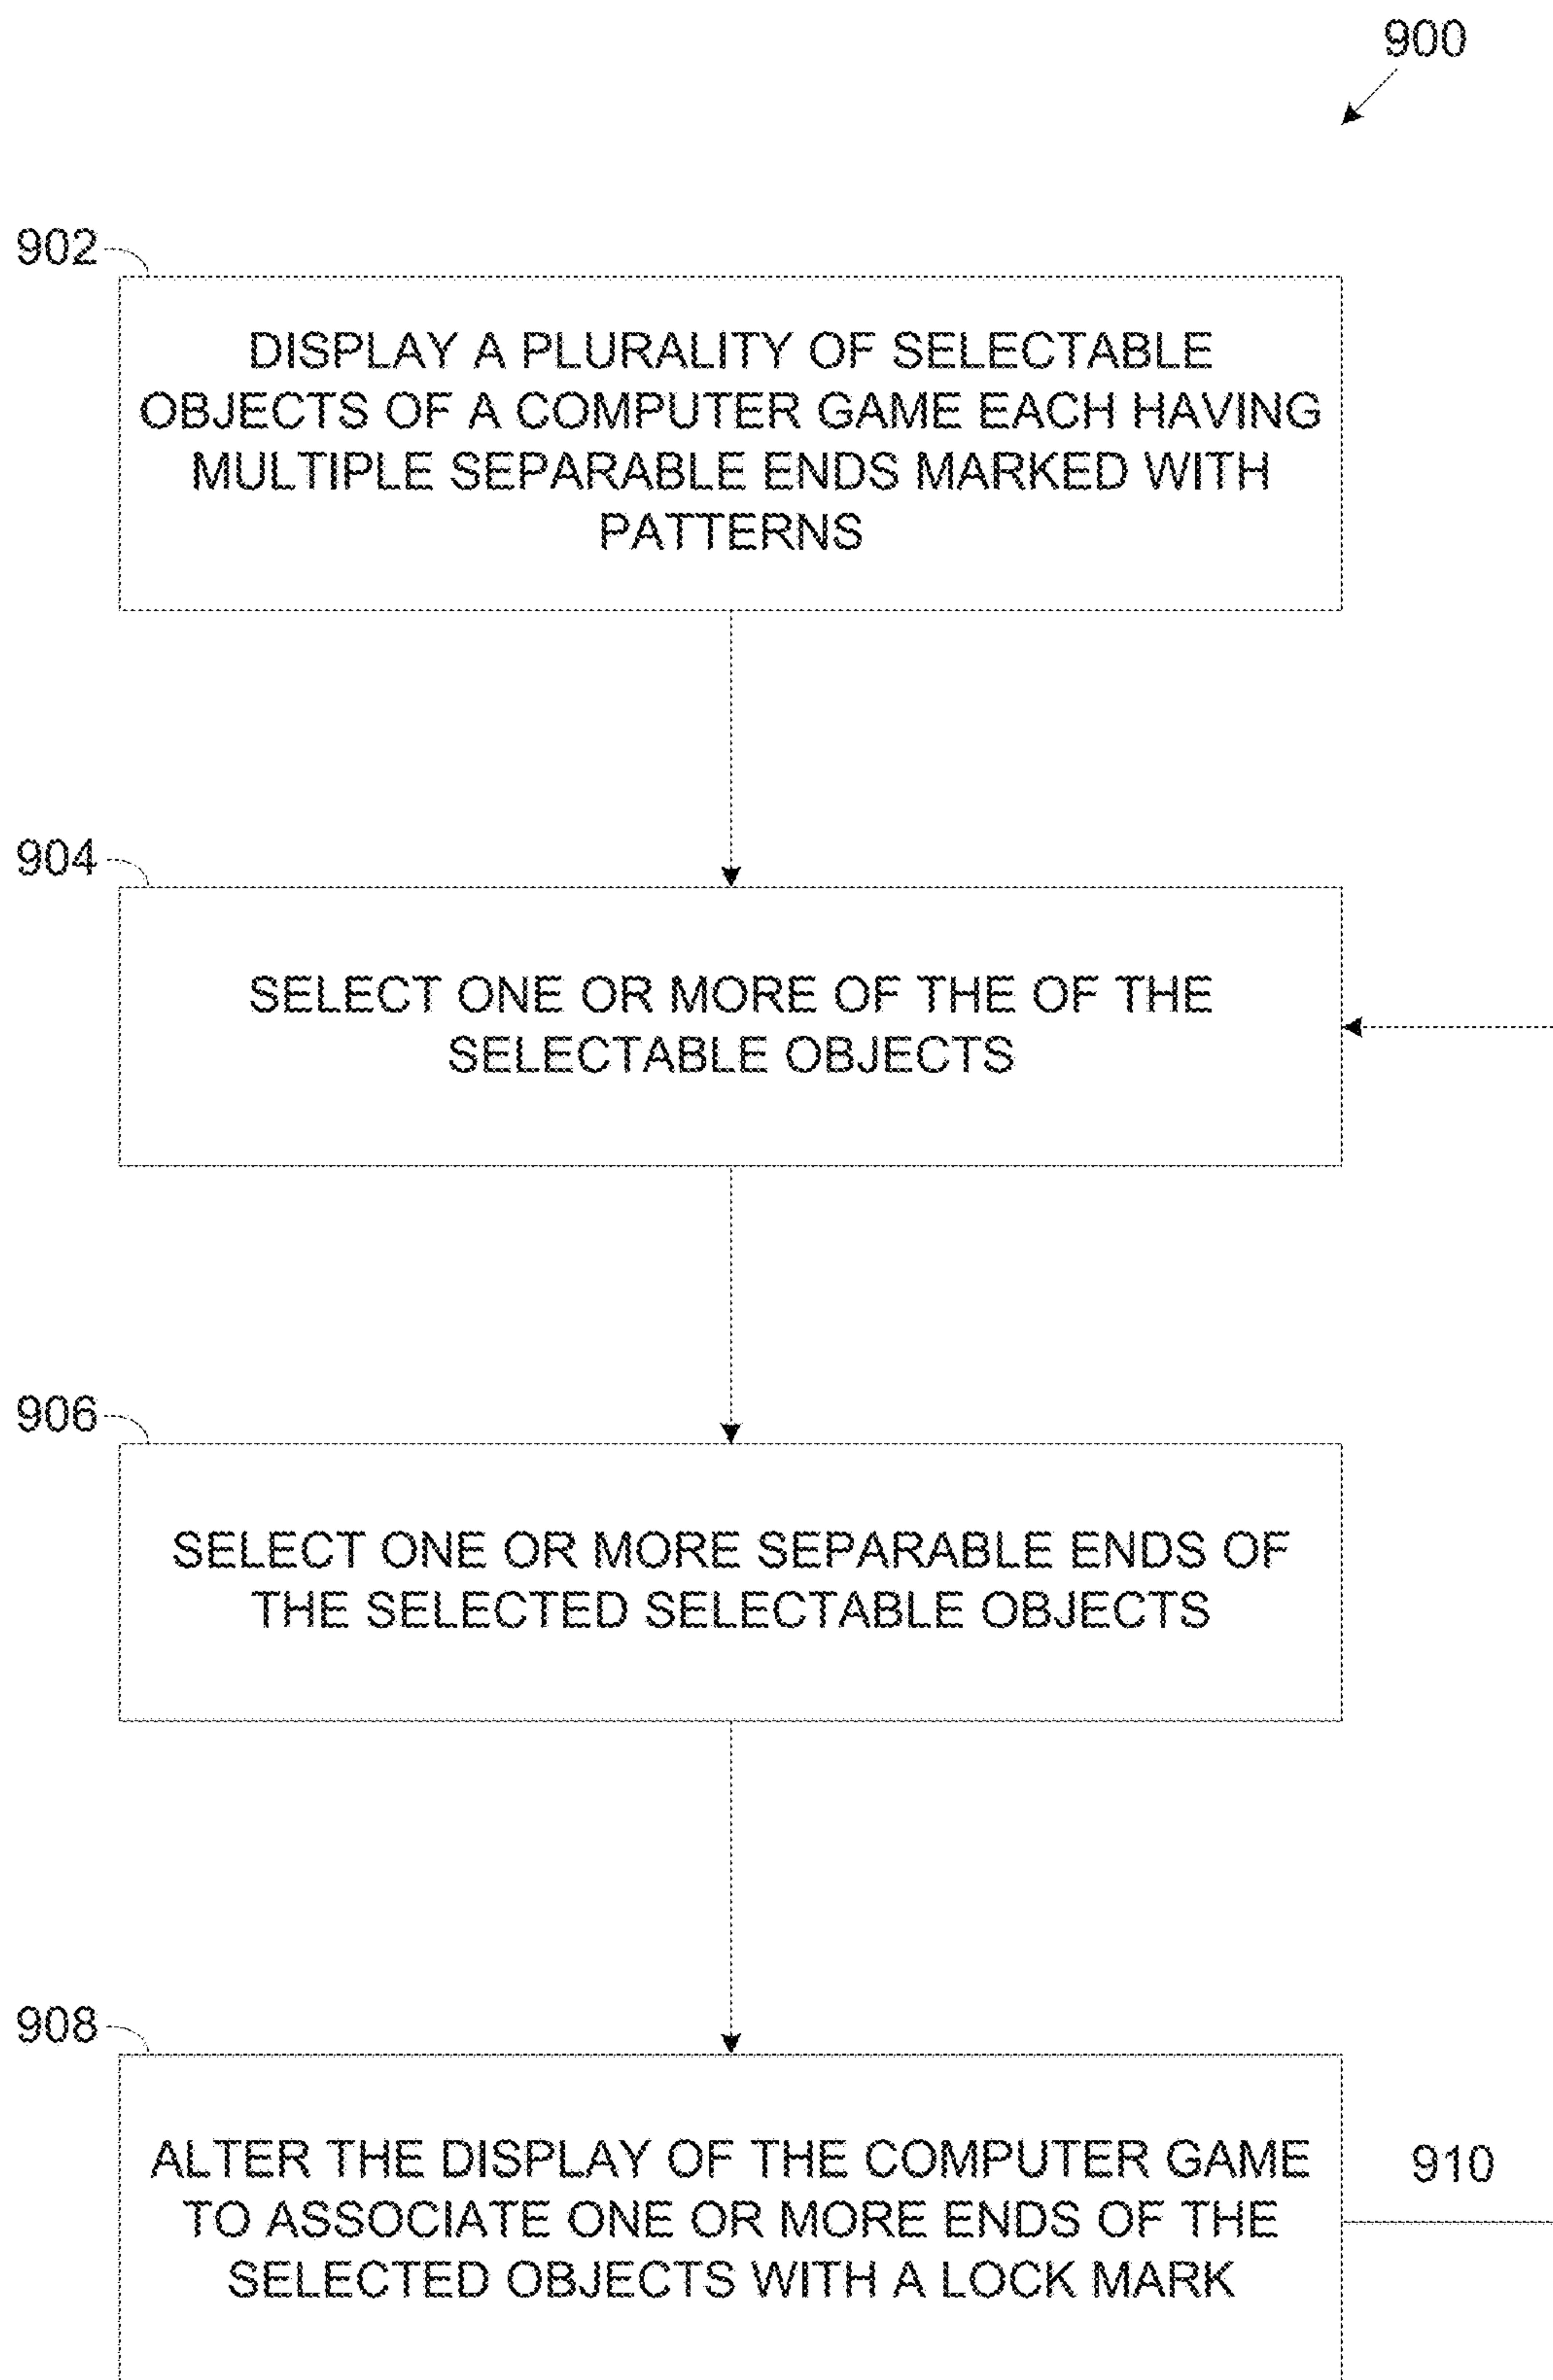 900
902
DISPLAY A PLURALITY OF SELECTABLE
OBJECTS OF A COMPUTER GAME EACH HAVING
MULTIPLE SEPARABLE ENDS MARKED WITH
PATTERNS
904
SELECT ONE OR MORE OF THE OF THE
SELECTABLE OBJECTS
906
SELECT ONE OR MORE SEPARABLE ENDS OF
THE SELECTED SELECTABLE OBJECTS
908
ALTER THE DISPLAY OF THE COMPUTER GAME
TO ASSOCIATE ONE OR MORE ENDS OF THE
SELECTED OBJECTS WITH A LOCK MARK
910